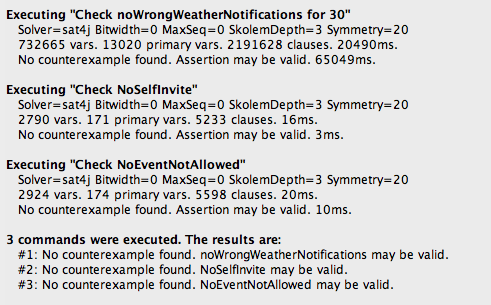 Executing "Check noWrongWeatherNotifications for 30"
Solver=sat4j Bitwidth=0 MaxSeq=0 SkolemDepth=3 Symmetry=20
732665 vars. 13020 primary vars. 2191628 clauses. 20490ms.
No counterexample found. Assertion may be valid. 65049ms.
Executing "Check NoSelfInvite"
Solver=sat4j Bitwidth=0 MaxSeq=0 SkolemDepth=3 Symmetry=20
2790 vars. 171 primary vars. 5233 clauses. 16ms.
No counterexample found. Assertion may be valid. 3ms.
Executing "Check NoEventNotAllowed"
Solver=sat4j Bitwidth=0 MaxSeq=0 SkolemDepth=3 Symmetry=20
2924 vars. 174 primary vars. 5598 clauses. 20ms.
No counterexample found. Assertion may be valid. 10ms.
3 commands were executed. The results are:
#1: No counterexample found. noWrongWeatherNotifications may be valid.
#2: No counterexample found. NoSelfInvite may be valid.
#3: No counterexample found. NoEventNotAllowed may be valid.